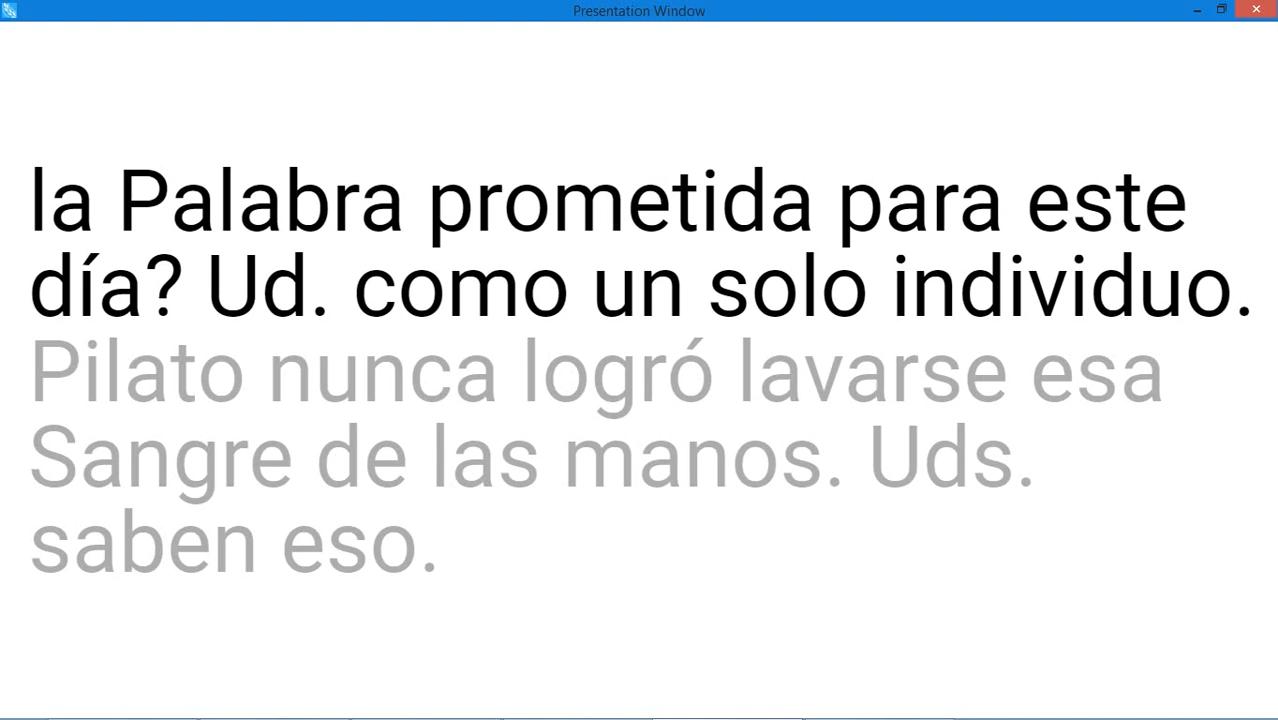 Presentation Window
la Palabra prometida para este
día? Ud. como un solo individuo.
Pilato nunca logró lavarse esa
Sangre de las manos. Uds.
saben eso.